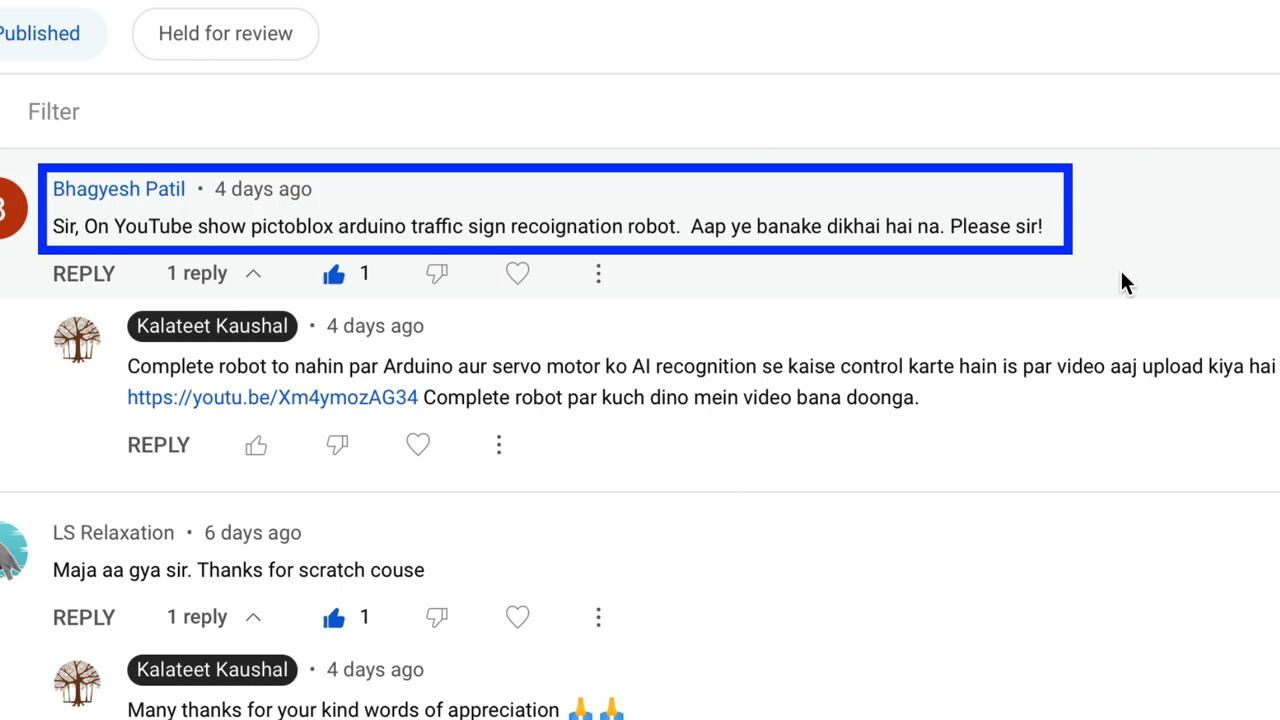 Published
Held for review
Filter
Bhagyesh Patil • 4 days ago
Sir, On YouTube show pictoblox arduino traffic sign recoignation robot.  Aap ye banake dikhai hai na. Please sir!
REPLY 1 reply 1
Kalateet Kaushal • 4 days ago
Complete robot to nahin par Arduino aur servo motor ko AI recognition se kaise control karte hain is par video aaj upload kiya hai
https://youtu.be/Xm4ymozAG34 Complete robot par kuch dino mein video bana doonga.
REPLY
LS Relaxation • 6 days ago
Maja aa gya sir. Thanks for scratch couse
REPLY 1 reply 1
Kalateet Kaushal • 4 days ago
Many thanks for your kind words of appreciation 🙏 🙏